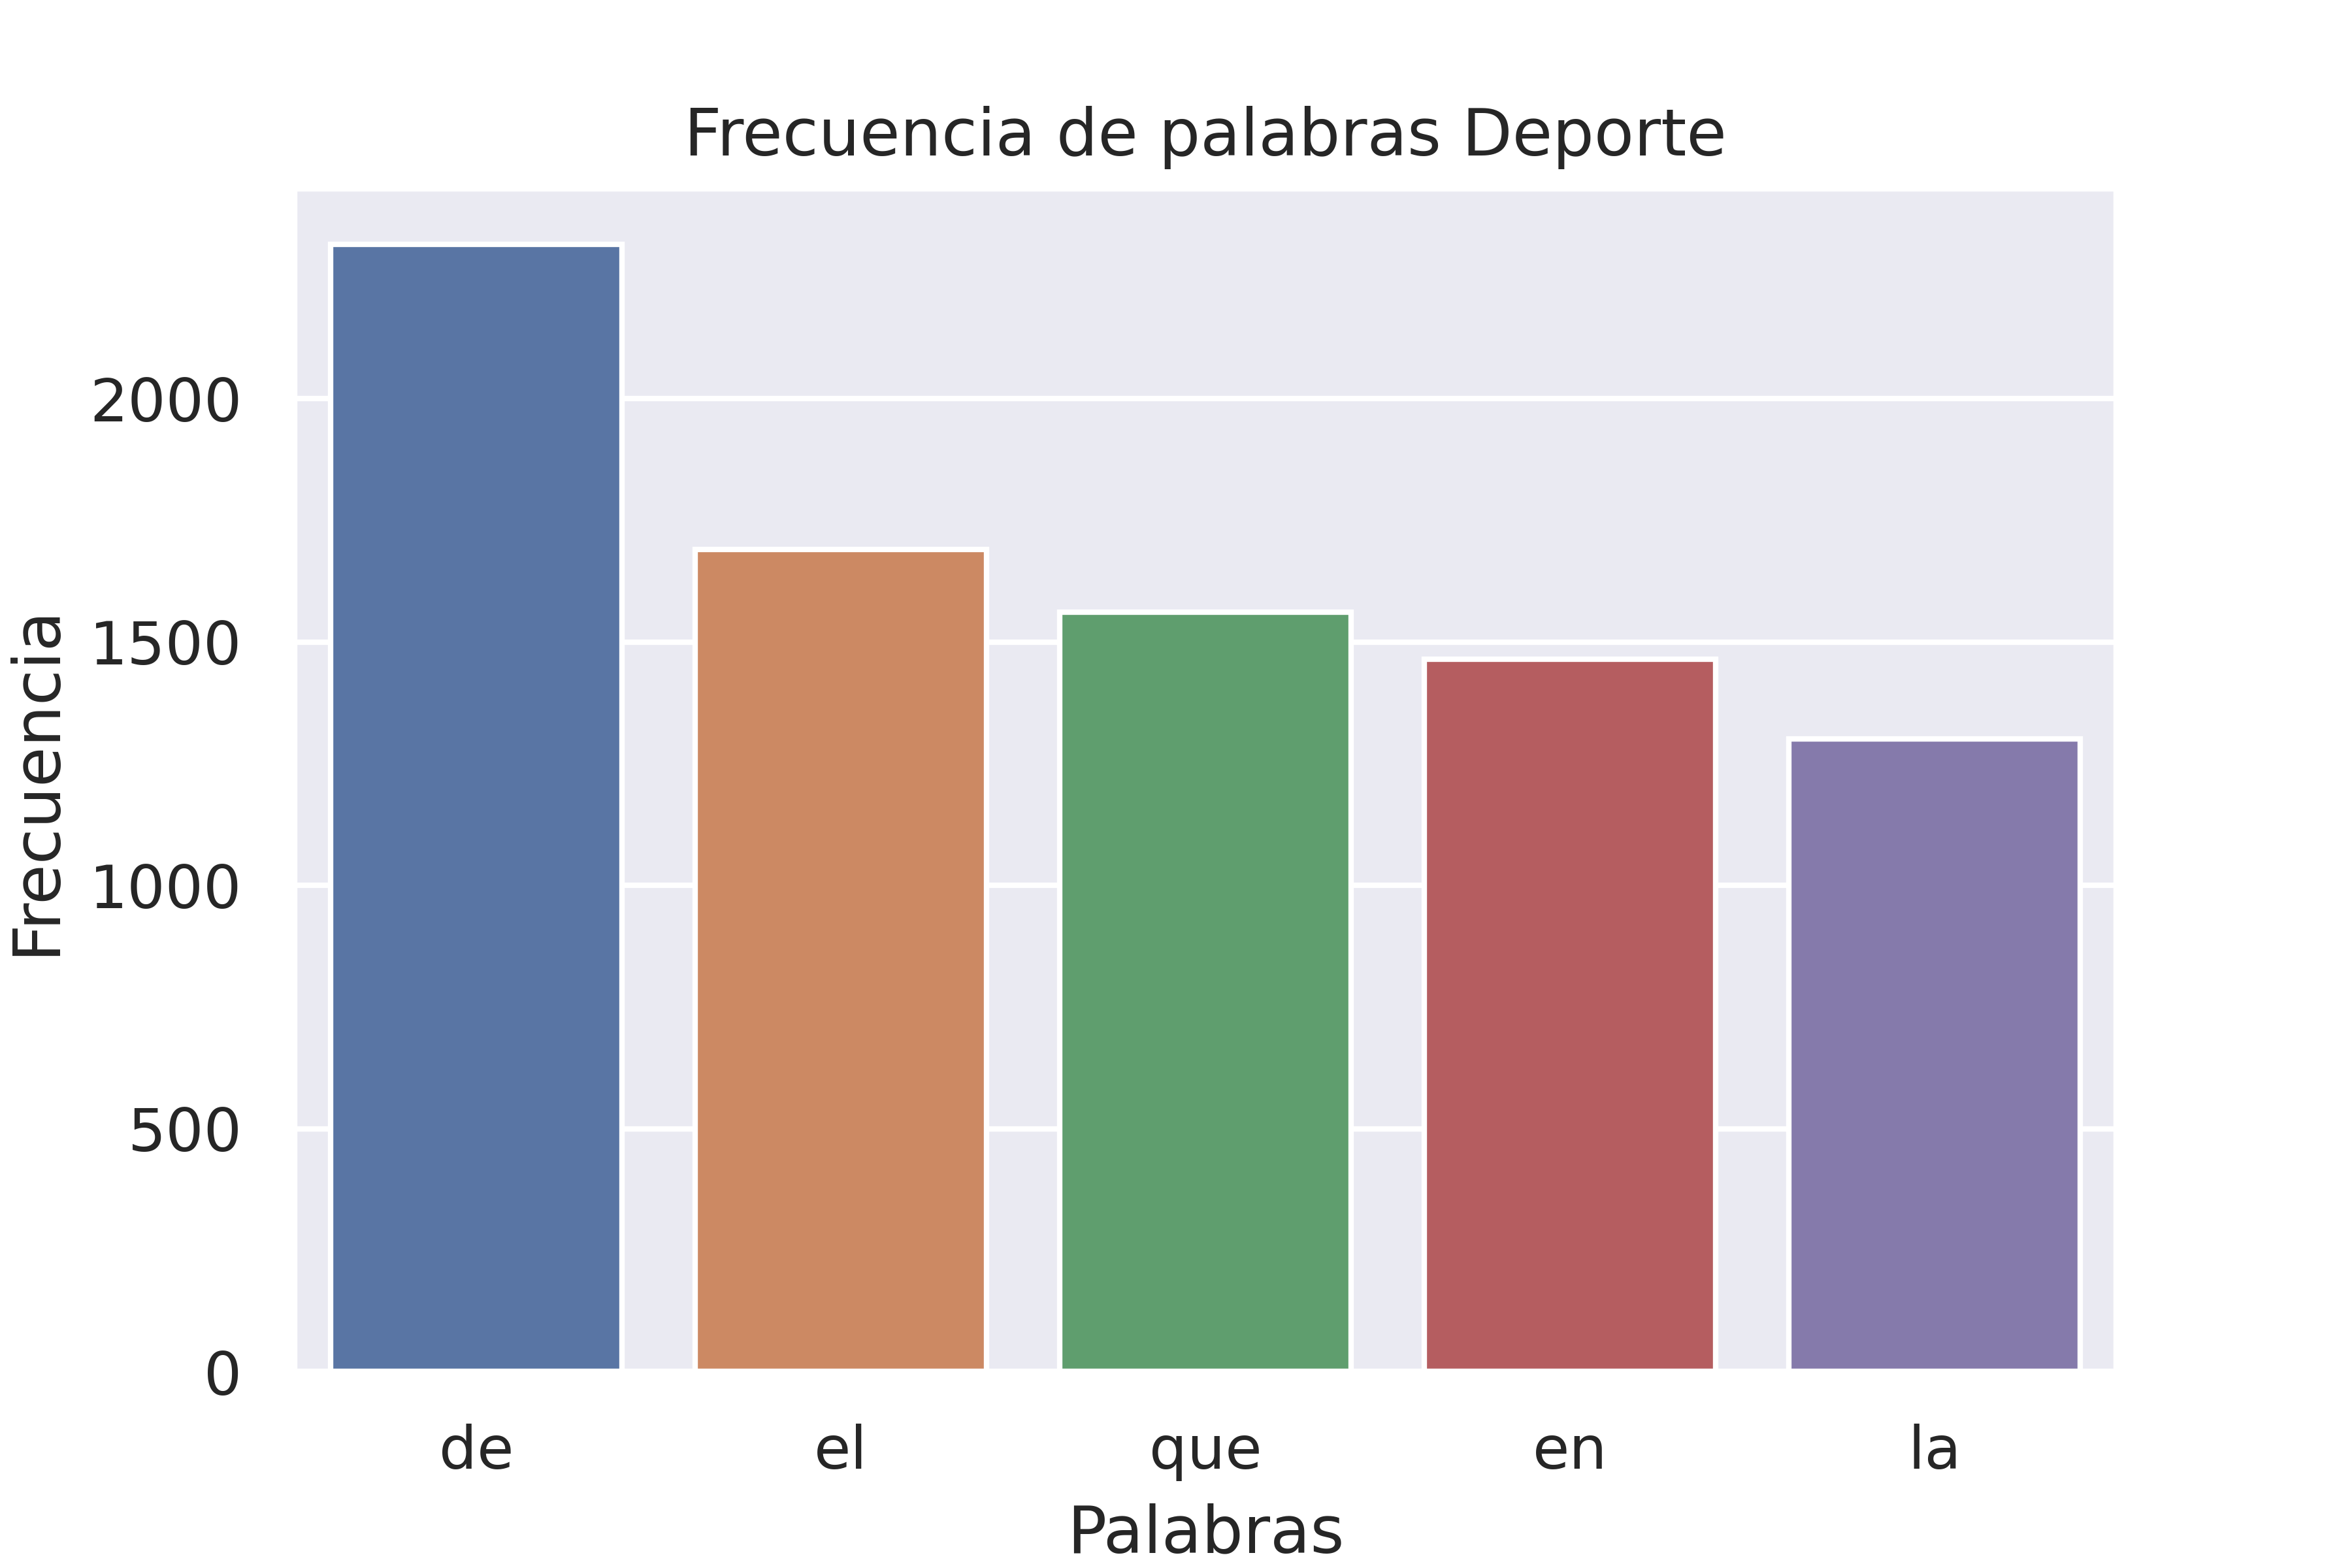 Frecuencia de palabras Deporte
Frecuencia
2000
1500
1000
500
0
de el que en la
Palabras